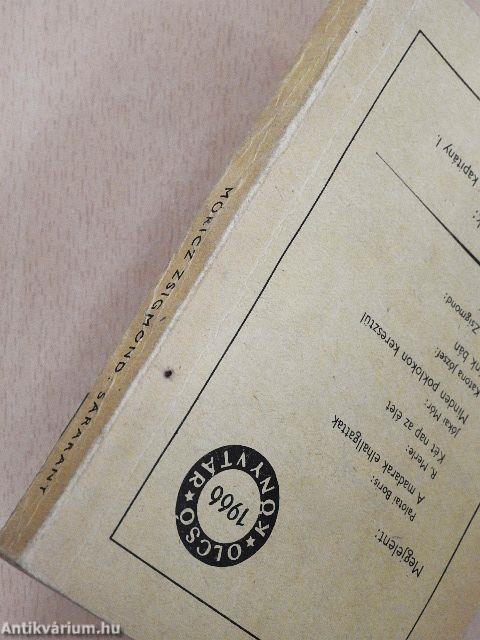 MÓRICZ ZSIGMOND: SÁRARANY
Megjelent:
Palotai Boris:
A madarak elhallgattak
R. Merle:
Két nap az élet
Jókai Mór:
Minden poklokon keresztül
Katona József:
bán
Zsigmond:
kapitány I.
OLCSÓ KÖNYVTÁR
1966
Antikvárium.hu